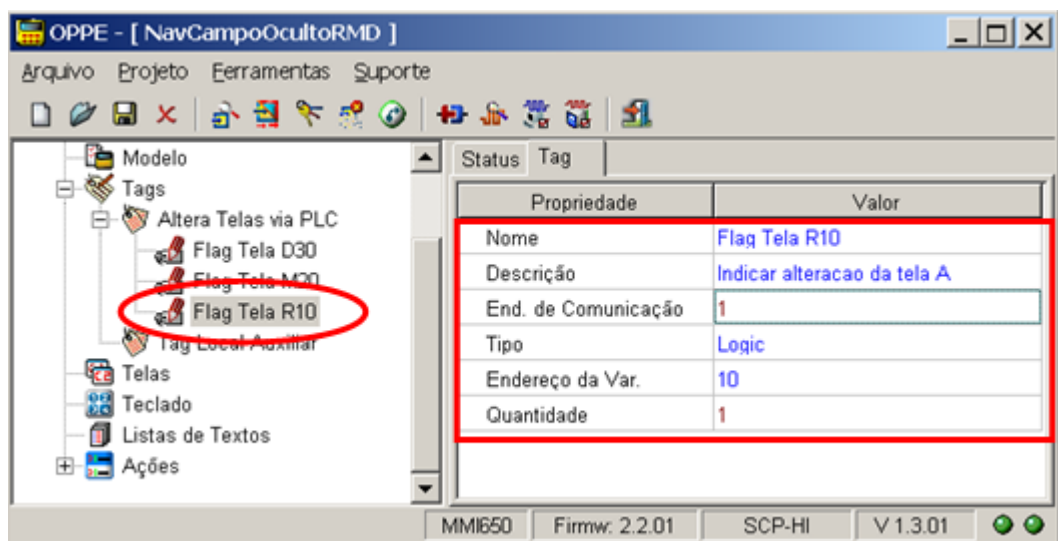 OPPE - [ NavCampoOcultoRMD ]
Arquivo Projeto Ferramentas Suporte
Modelo
Tags
Altera Telas via PLC
Flag Tela D30
Flag Tela M20
Flag Tela R10
Tag Local Auxiliar
Telas
Teclado
Listas de Textos
Ações
Status Tag
Propriedade Valor
Nome Flag Tela R10
Descrição Indicar alteracao da tela A
End. de Comunicação 1
Tipo Logic
Endereço da Var. 10
Quantidade 1
MMI650 Firmw: 2.2.01 SCP-HI V 1.3.01